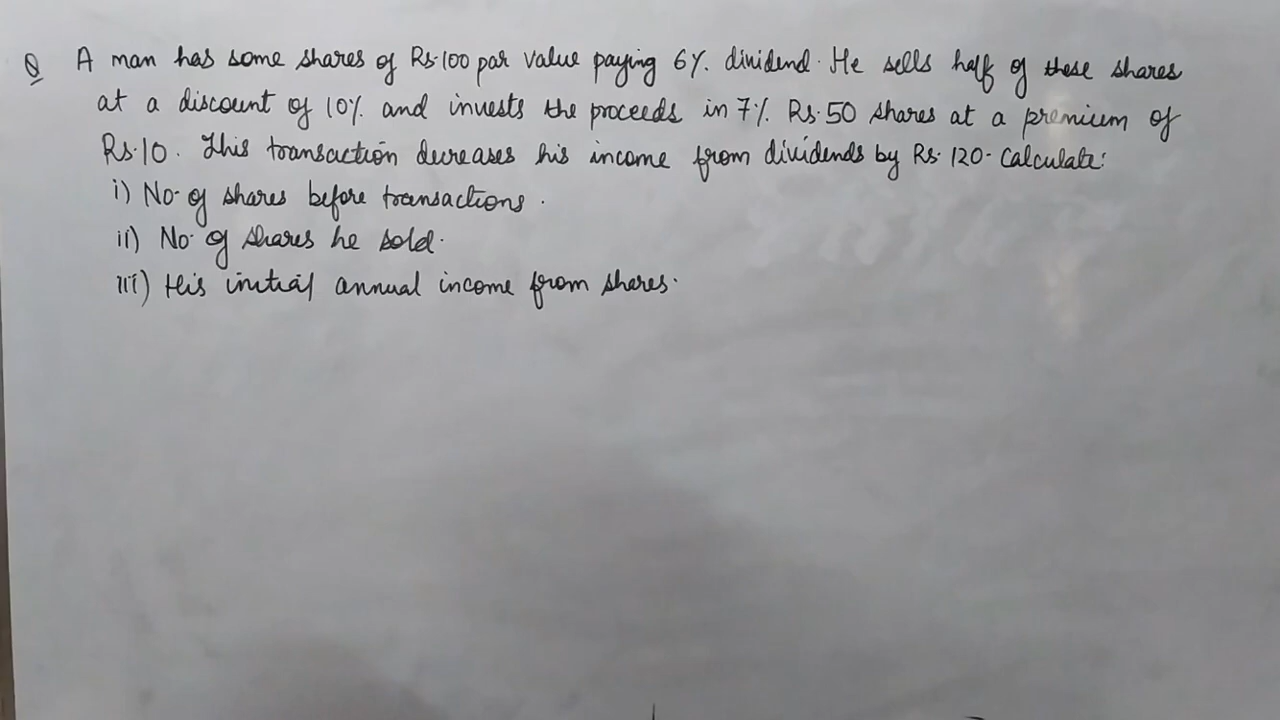 Q A man has some shares of Rs.100 par value paying 6%. dividend. He sells half of these shares
at a discount of 10% and invests the proceeds in 7% Rs.50 shares at a premium of
Rs.10. This transaction decreases his income from dividends by Rs. 120. Calculate:
i) No. of shares before transactions.
ii) No. of shares he sold.
iii) His initial annual income from shares.